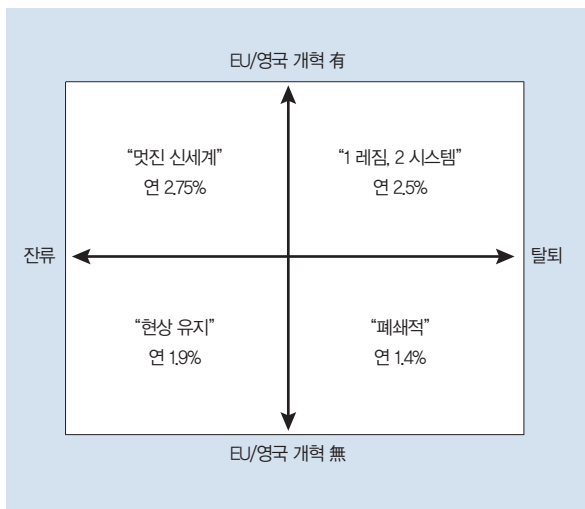 EU/영국 개혁 有
“멋진 신세계” “1 레짐, 2 시스템”
연 2.75% 연 2.5%
잔류 탈퇴
“현상 유지” “폐쇄적”
연 1.9% 연 1.4%
EU/영국 개혁 無